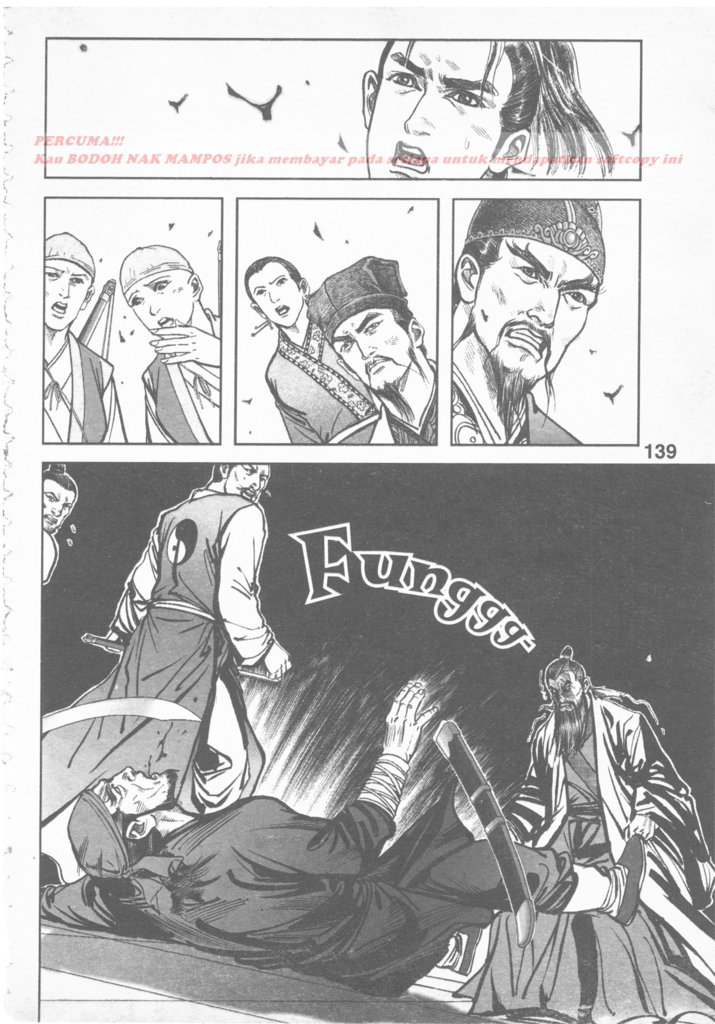 PERCUMA!!!
Kau BODOH NAK MAMPOS jika membayar pada sesiapa untuk mendapatkan softcopy ini
139
Funggg-